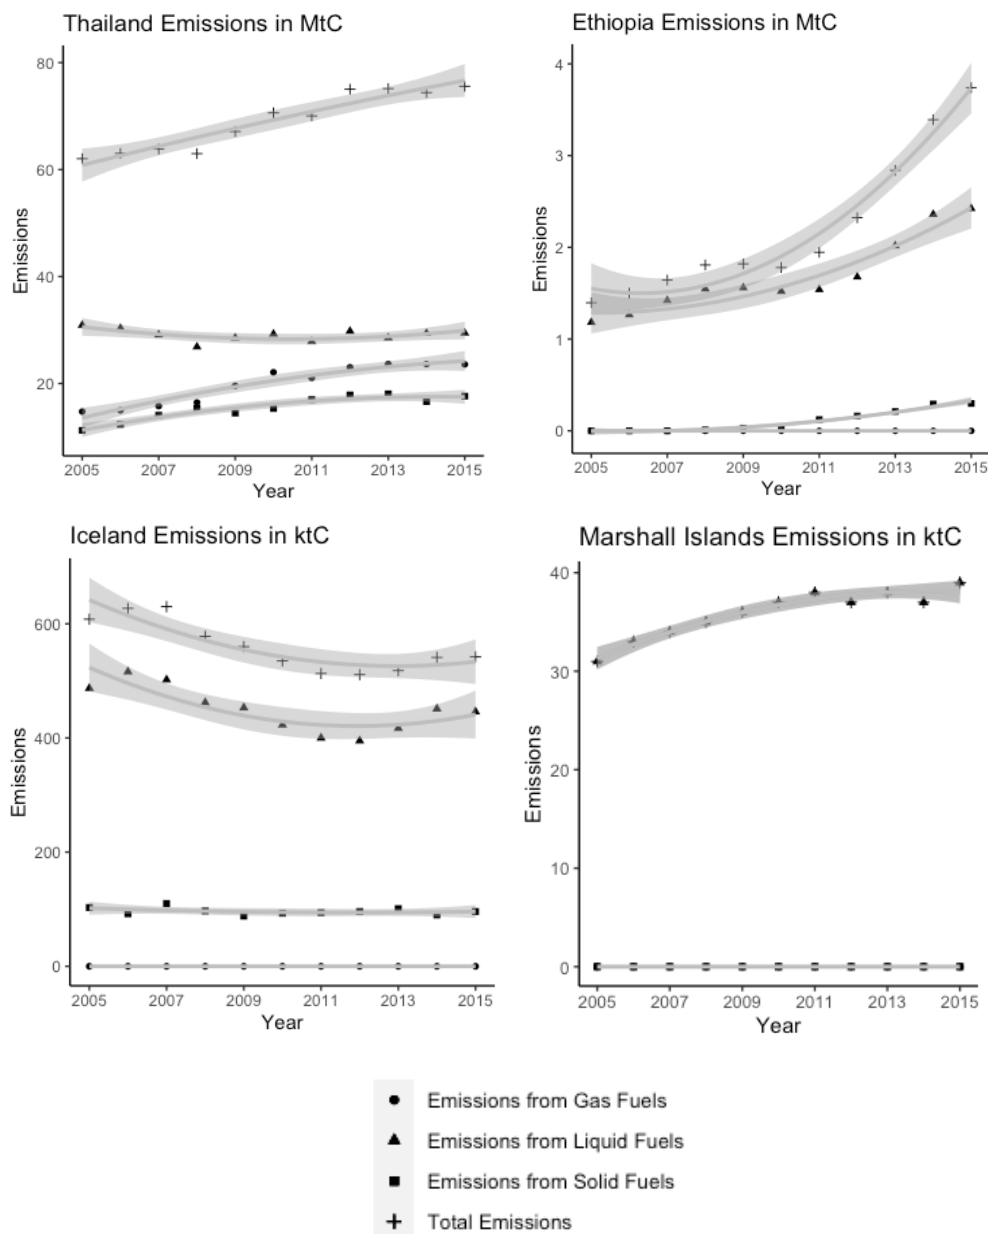 Thailand Emissions in MtC
80
60
40
20
Emissions
2005 2007 2009 2011 2013 2015
Year
Ethiopia Emissions in MtC
4
3
2
1
0
Emissions
2005 2007 2009 2011 2013 2015
Year
Iceland Emissions in ktC
600
400
200
0
Emissions
2005 2007 2009 2011 2013 2015
Year
Marshall Islands Emissions in ktC
40
30
20
10
0
Emissions
2005 2007 2009 2011 2013 2015
Year
Emissions from Gas Fuels
Emissions from Liquid Fuels
Emissions from Solid Fuels
Total Emissions